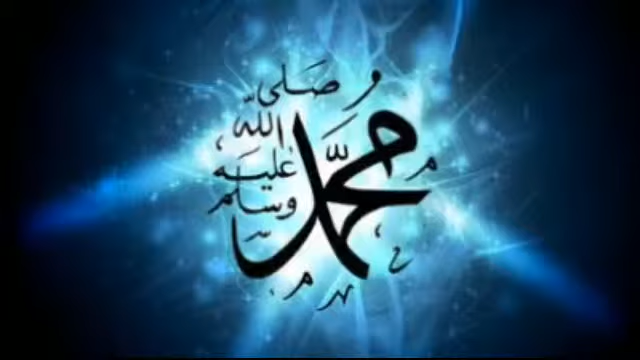 محمد
صلى
الله
عليه
وسلم